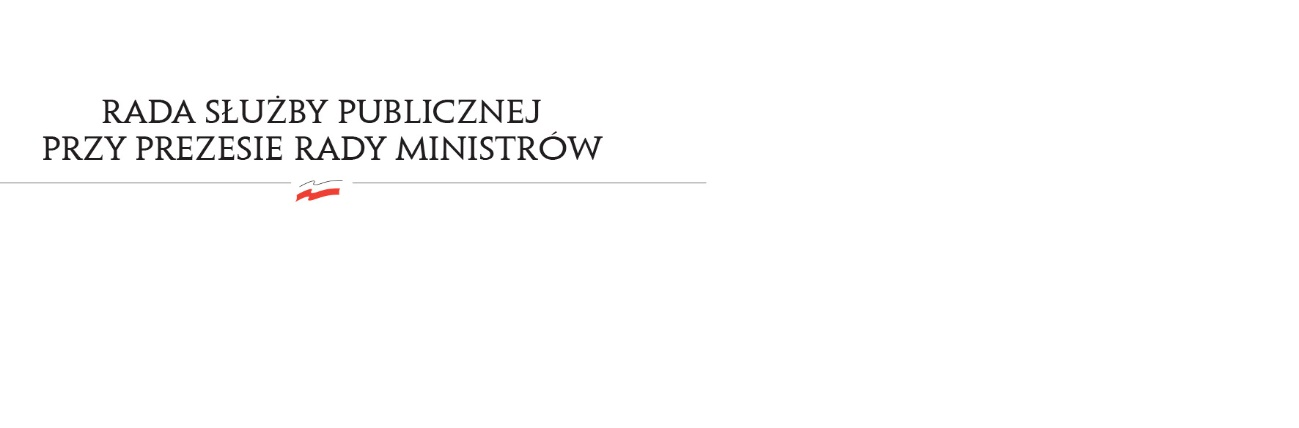 RADA SŁUŻBY PUBLICZNEJ
PRZY PREZESIE RADY MINISTRÓW